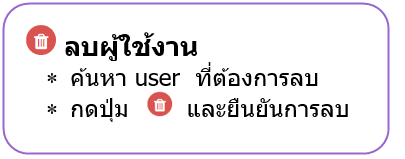 ลบผู้ใช้งาน
* ค้นหา user ที่ต้องการลบ
* กดปุ่ม และยืนยันการลบ